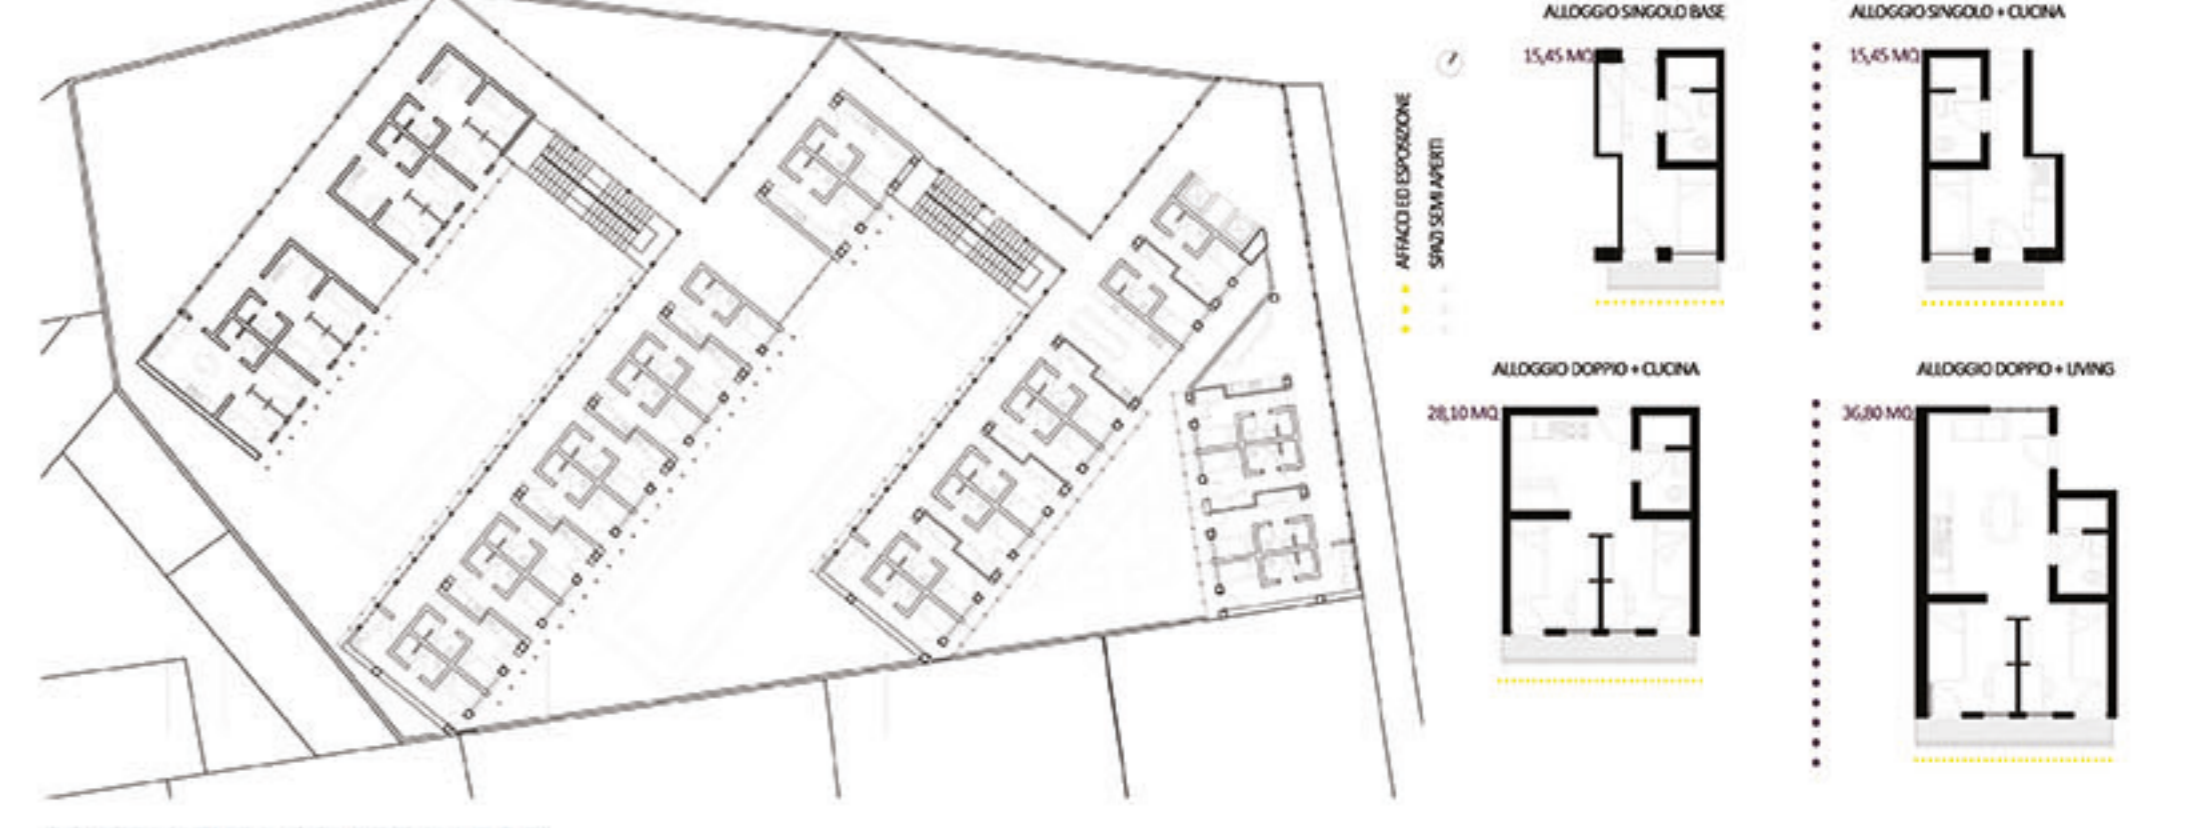 ALLOGGIO SINGOLO BASE
15,45 MQ
ALLOGGIO SINGOLO + CUCINA
15,45 MQ
AFFACCI ED ESPOSIZIONE
SPAZI SEMI APERTI
ALLOGGIO DOPPIO + CUCINA
28,10 MQ
ALLOGGIO DOPPIO + LIVING
36,80 MQ